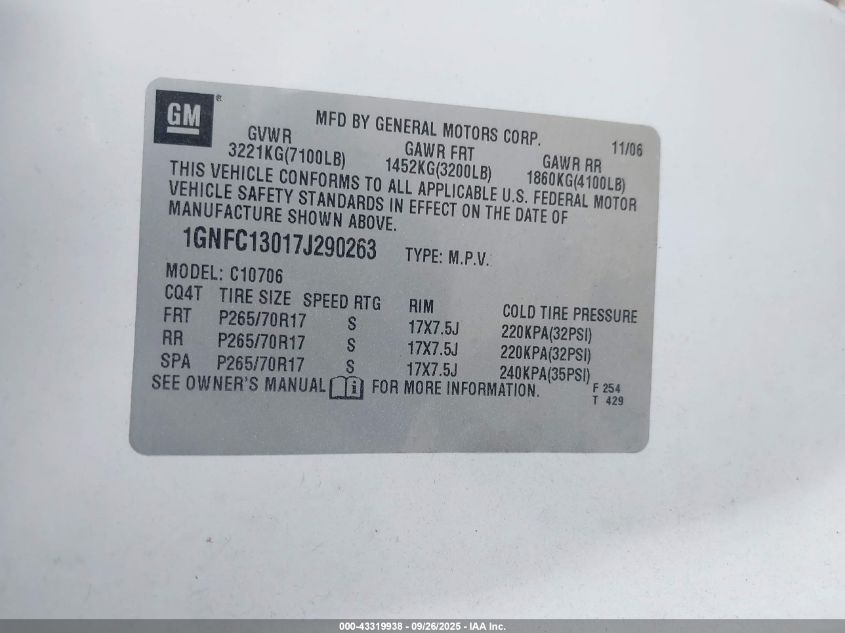 GM®
MFD BY GENERAL MOTORS CORP. 11/06
GVWR GAWR FRT GAWR RR
3221KG(7100LB) 1452KG(3200LB) 1860KG(4100LB)
THIS VEHICLE CONFORMS TO ALL APPLICABLE U.S. FEDERAL MOTOR
VEHICLE SAFETY STANDARDS IN EFFECT ON THE DATE OF
MANUFACTURE SHOWN ABOVE.
1GNFC13017J290263 TYPE: M.P.V.
MODEL: C10706
CQ4T TIRE SIZE SPEED RTG RIM COLD TIRE PRESSURE
FRT P265/70R17 S 17X7.5J 220KPA(32PSI)
RR P265/70R17 S 17X7.5J 220KPA(32PSI)
SPA P265/70R17 S 17X7.5J 240KPA(35PSI)
SEE OWNER'S MANUAL i FOR MORE INFORMATION. F 254
T 429
000-43319938 - 09/26/2025 - IAA Inc.